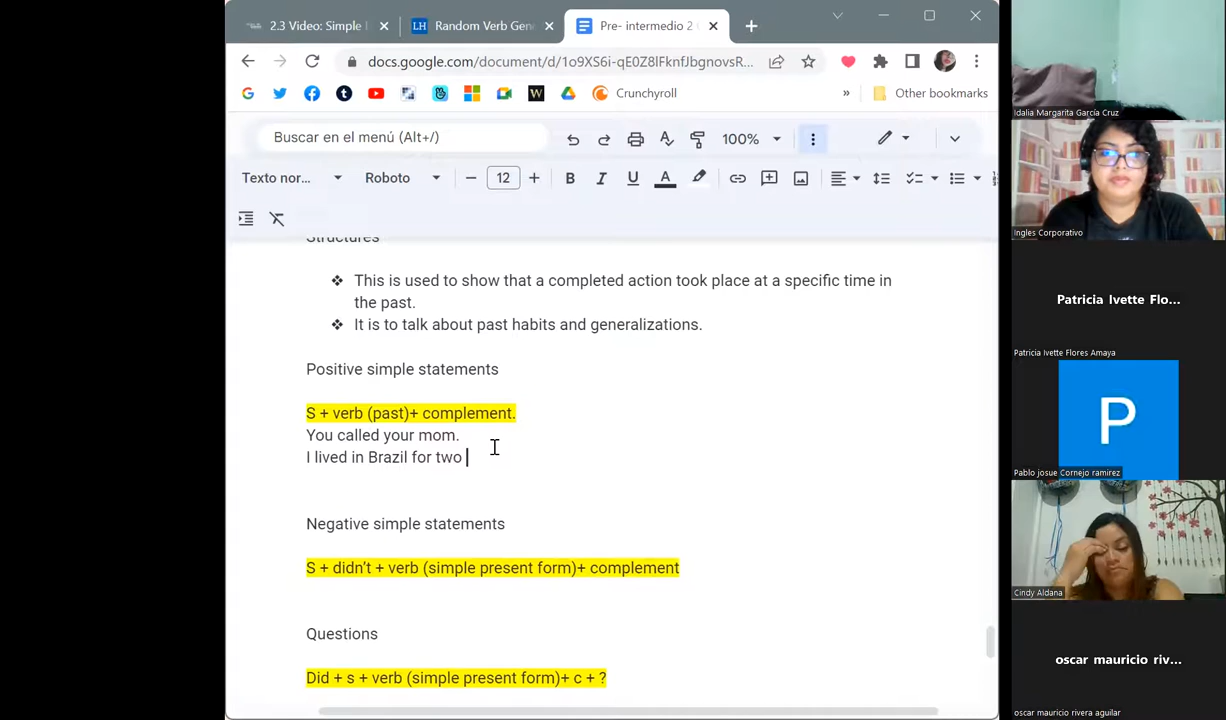 2.3 Video: Simple
Random Verb Gen
Pre- intermedio 2
docs.google.com/document/d/1o9XS6i-qE0Z8lFknfJbgnovsR...
Crunchyroll
»
Other bookmarks
Buscar en el menú (Alt+/)
100%
Texto nor...
Roboto
12
Structures
❖ This is used to show that a completed action took place at a specific time in
the past.
❖ It is to talk about past habits and generalizations.
Positive simple statements
S + verb (past)+ complement.
You called your mom.
I lived in Brazil for two
Negative simple statements
S + didn't + verb (simple present form)+ complement
Questions
Did + s + verb (simple present form)+ c + ?
Idalia Margarita García Cruz
Ingles Corporativo
Patricia Ivette Flo...
Patricia Ivette Flores Amaya
P
Pablo josue Cornejo ramirez
Cindy Aldana
oscar mauricio riv...
oscar mauricio rivera aguilar